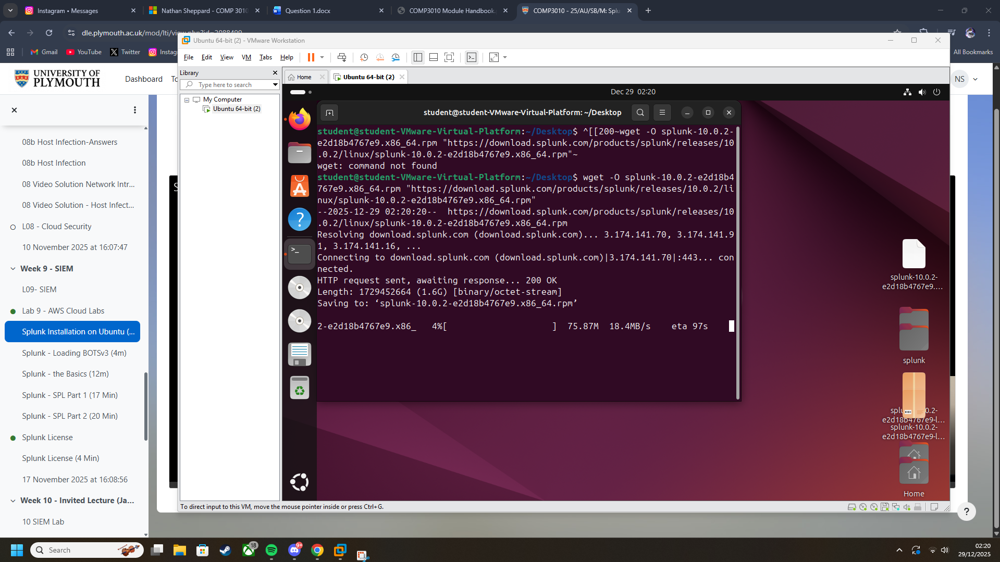 Instagram • Messages
Nathan Sheppard - COMP 3010
Question 1.docx
COMP3010 Module Handbook.
COMP3010 - 25/AU/SB/M: Splu
dle.plymouth.ac.uk/mod/lti/view.php?id=2088499
Gmail
YouTube
Twitter
Instag
All Bookmarks
UNIVERSITY OF
PLYMOUTH
Dashboard
NS
08b Host Infection-Answers
08b Host Infection
08 Video Solution Network Intr...
08 Video Solution - Host Infect...
L08 - Cloud Security
10 November 2025 at 16:07:47
Week 9 - SIEM
L09- SIEM
Lab 9 - AWS Cloud Labs
Splunk Installation on Ubuntu (...
Splunk - Loading BOTSv3 (4m)
Splunk - the Basics (12m)
Splunk - SPL Part 1 (17 Min)
Splunk - SPL Part 2 (20 Min)
Splunk License
Splunk License (4 Min)
17 November 2025 at 16:08:56
Week 10 - Invited Lecture (Ja...
10 SIEM Lab
Ubuntu 64-bit (2) - VMware Workstation
File Edit View VM Tabs Help
Library
Type here to search
My Computer
Ubuntu 64-bit (2)
Home
Ubuntu 64-bit (2)
Dec 29 02:20
student@student-VMware-Virtual-Platform: ~/Desktop
student@student-VMware-Virtual-Platform:~/Desktop$ ^[[200~wget -O splunk-10.0.2-
e2d18b4767e9.x86_64.rpm "https://download.splunk.com/products/splunk/releases/10
.0.2/linux/splunk-10.0.2-e2d18b4767e9.x86_64.rpm"~
wget: command not found
student@student-VMware-Virtual-Platform:~/Desktop$ wget -O splunk-10.0.2-e2d18b4
767e9.x86_64.rpm "https://download.splunk.com/products/splunk/releases/10.0.2/li
nux/splunk-10.0.2-e2d18b4767e9.x86_64.rpm"
--2025-12-29 02:20:20--  https://download.splunk.com/products/splunk/releases/10
.0.2/linux/splunk-10.0.2-e2d18b4767e9.x86_64.rpm
Resolving download.splunk.com (download.splunk.com)... 3.174.141.70, 3.174.141.9
1, 3.174.141.16, ...
Connecting to download.splunk.com (download.splunk.com)|3.174.141.70|:443... con
nected.
HTTP request sent, awaiting response... 200 OK
Length: 1729452664 (1.6G) [binary/octet-stream]
Saving to: ‘splunk-10.0.2-e2d18b4767e9.x86_64.rpm’
2-e2d18b4767e9.x86_   4%[                    ]  75.87M  18.4MB/s    eta 97s
splunk-10.0.2-
e2d18b4767e9....
splunk
e2d18b4767e9-l...
splunk-10.0.2-
e2d18b4767e9-l...
Home
To direct input to this VM, move the mouse pointer inside or press Ctrl+G.
?
Search
18
9+
02:20
29/12/2025